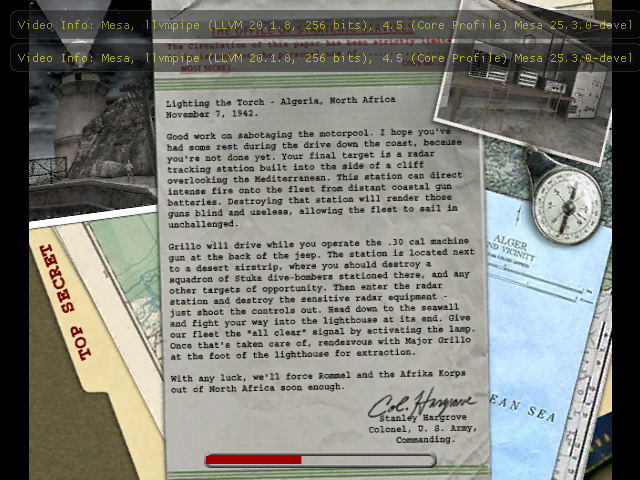 Video Info: Mesa, llvmpipe (LLVM 20.1.8, 256 bits), 4.5 (Core Profile) Mesa 25.3.0-devel
The Circulation of this paper has been strictly
Video Info: Mesa, llvmpipe (LLVM 20.1.8, 256 bits), 4.5 (Core Profile) Mesa 25.3.0-devel
MOST SECRET
Lighting the Torch - Algeria, North Africa
November 7, 1942.
Good work on sabotaging the motorpool. I hope you've
had some rest during the drive down the coast, because
you're not done yet. Your final target is a radar
tracking station built into the side of a cliff
overlooking the Mediterranean. This station can direct
intense fire onto the fleet from distant coastal gun
batteries. Destroying that station will render those
guns blind and useless, allowing the fleet to sail in
unchallenged.
Grillo will drive while you operate the .30 cal machine
gun at the back of the jeep. The station is located next
to a desert airstrip, where you should destroy a
squadron of Stuka dive-bombers stationed there, and any
other targets of opportunity. Then enter the radar
station and destroy the sensitive radar equipment -
just shoot the controls out. Head down to the seawall
and fight your way into the lighthouse at its end. Give
our fleet the "all clear" signal by activating the lamp.
Once that's taken care of, rendezvous with Major Grillo
at the foot of the lighthouse for extraction.
With any luck, we'll force Rommel and the Afrika Korps
out of North Africa soon enough.
Col. Hargrove
Stanley Hargrove
Colonel, U. S. Army,
Commanding.
TOP SECRET
ALGER
ND VICINITY
EAN SEA